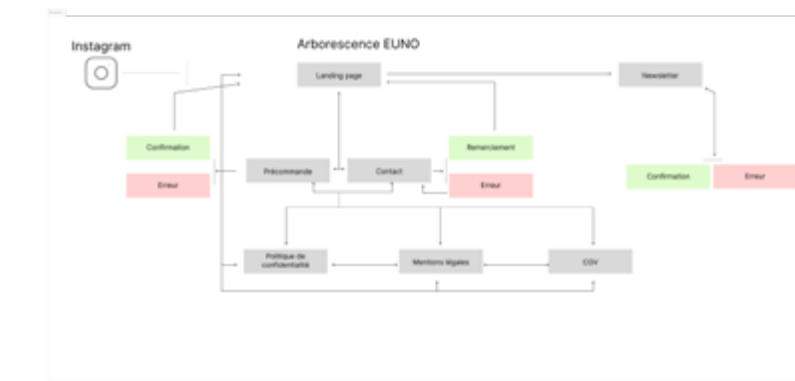 Instagram
Arborescence EUNO
Landing page
Newsletter
Confirmation
Remerciement
Erreur
Précommande
Contact
Erreur
Confirmation
Erreur
Politique de
confidentialité
Mentions légales
CGV